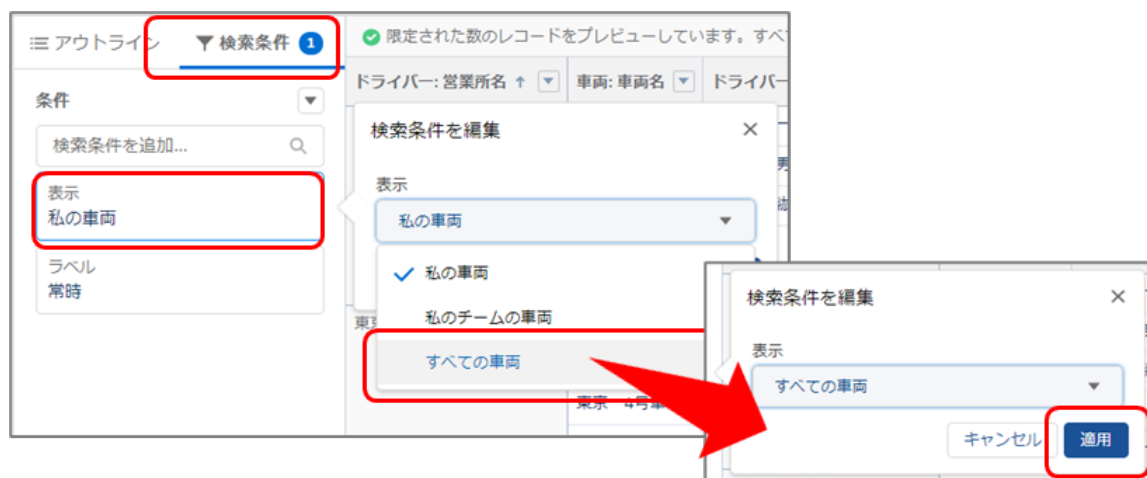 アウトライン
検索条件 1
限定された数のレコードをプレビューしています。すべ
ドライバー: 営業所名 ↑
車両: 車両名
ドライバー
条件
検索条件を追加...
表示
私の車両
ラベル
常時
検索条件を編集
表示
私の車両
私の車両
私のチームの車両
すべての車両
検索条件を編集
表示
すべての車両
キャンセル
適用